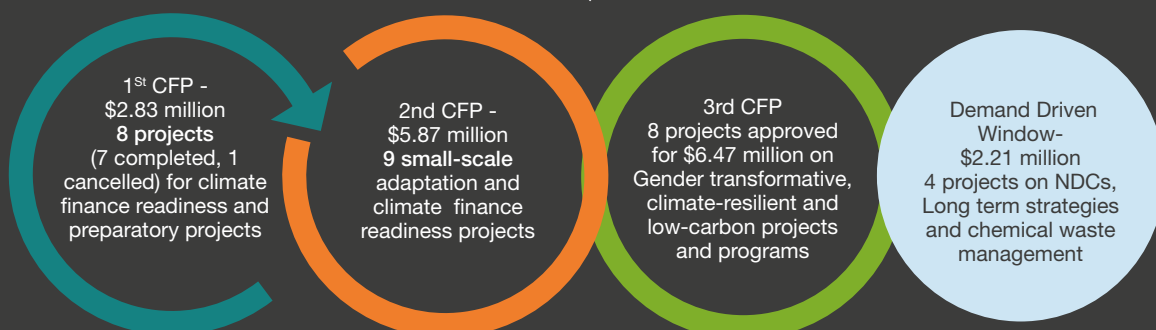 1St CFP -
$2.83 million
8 projects
(7 completed, 1
cancelled) for climate
finance readiness and
preparatory projects
2nd CFP -
$5.87 million
9 small-scale
adaptation and
climate finance
readiness projects
3rd CFP
8 projects approved
for $6.47 million on
Gender transformative,
climate-resilient and
low-carbon projects
and programs
Demand Driven
Window-
$2.21 million
4 projects on NDCs,
Long term strategies
and chemical waste
management